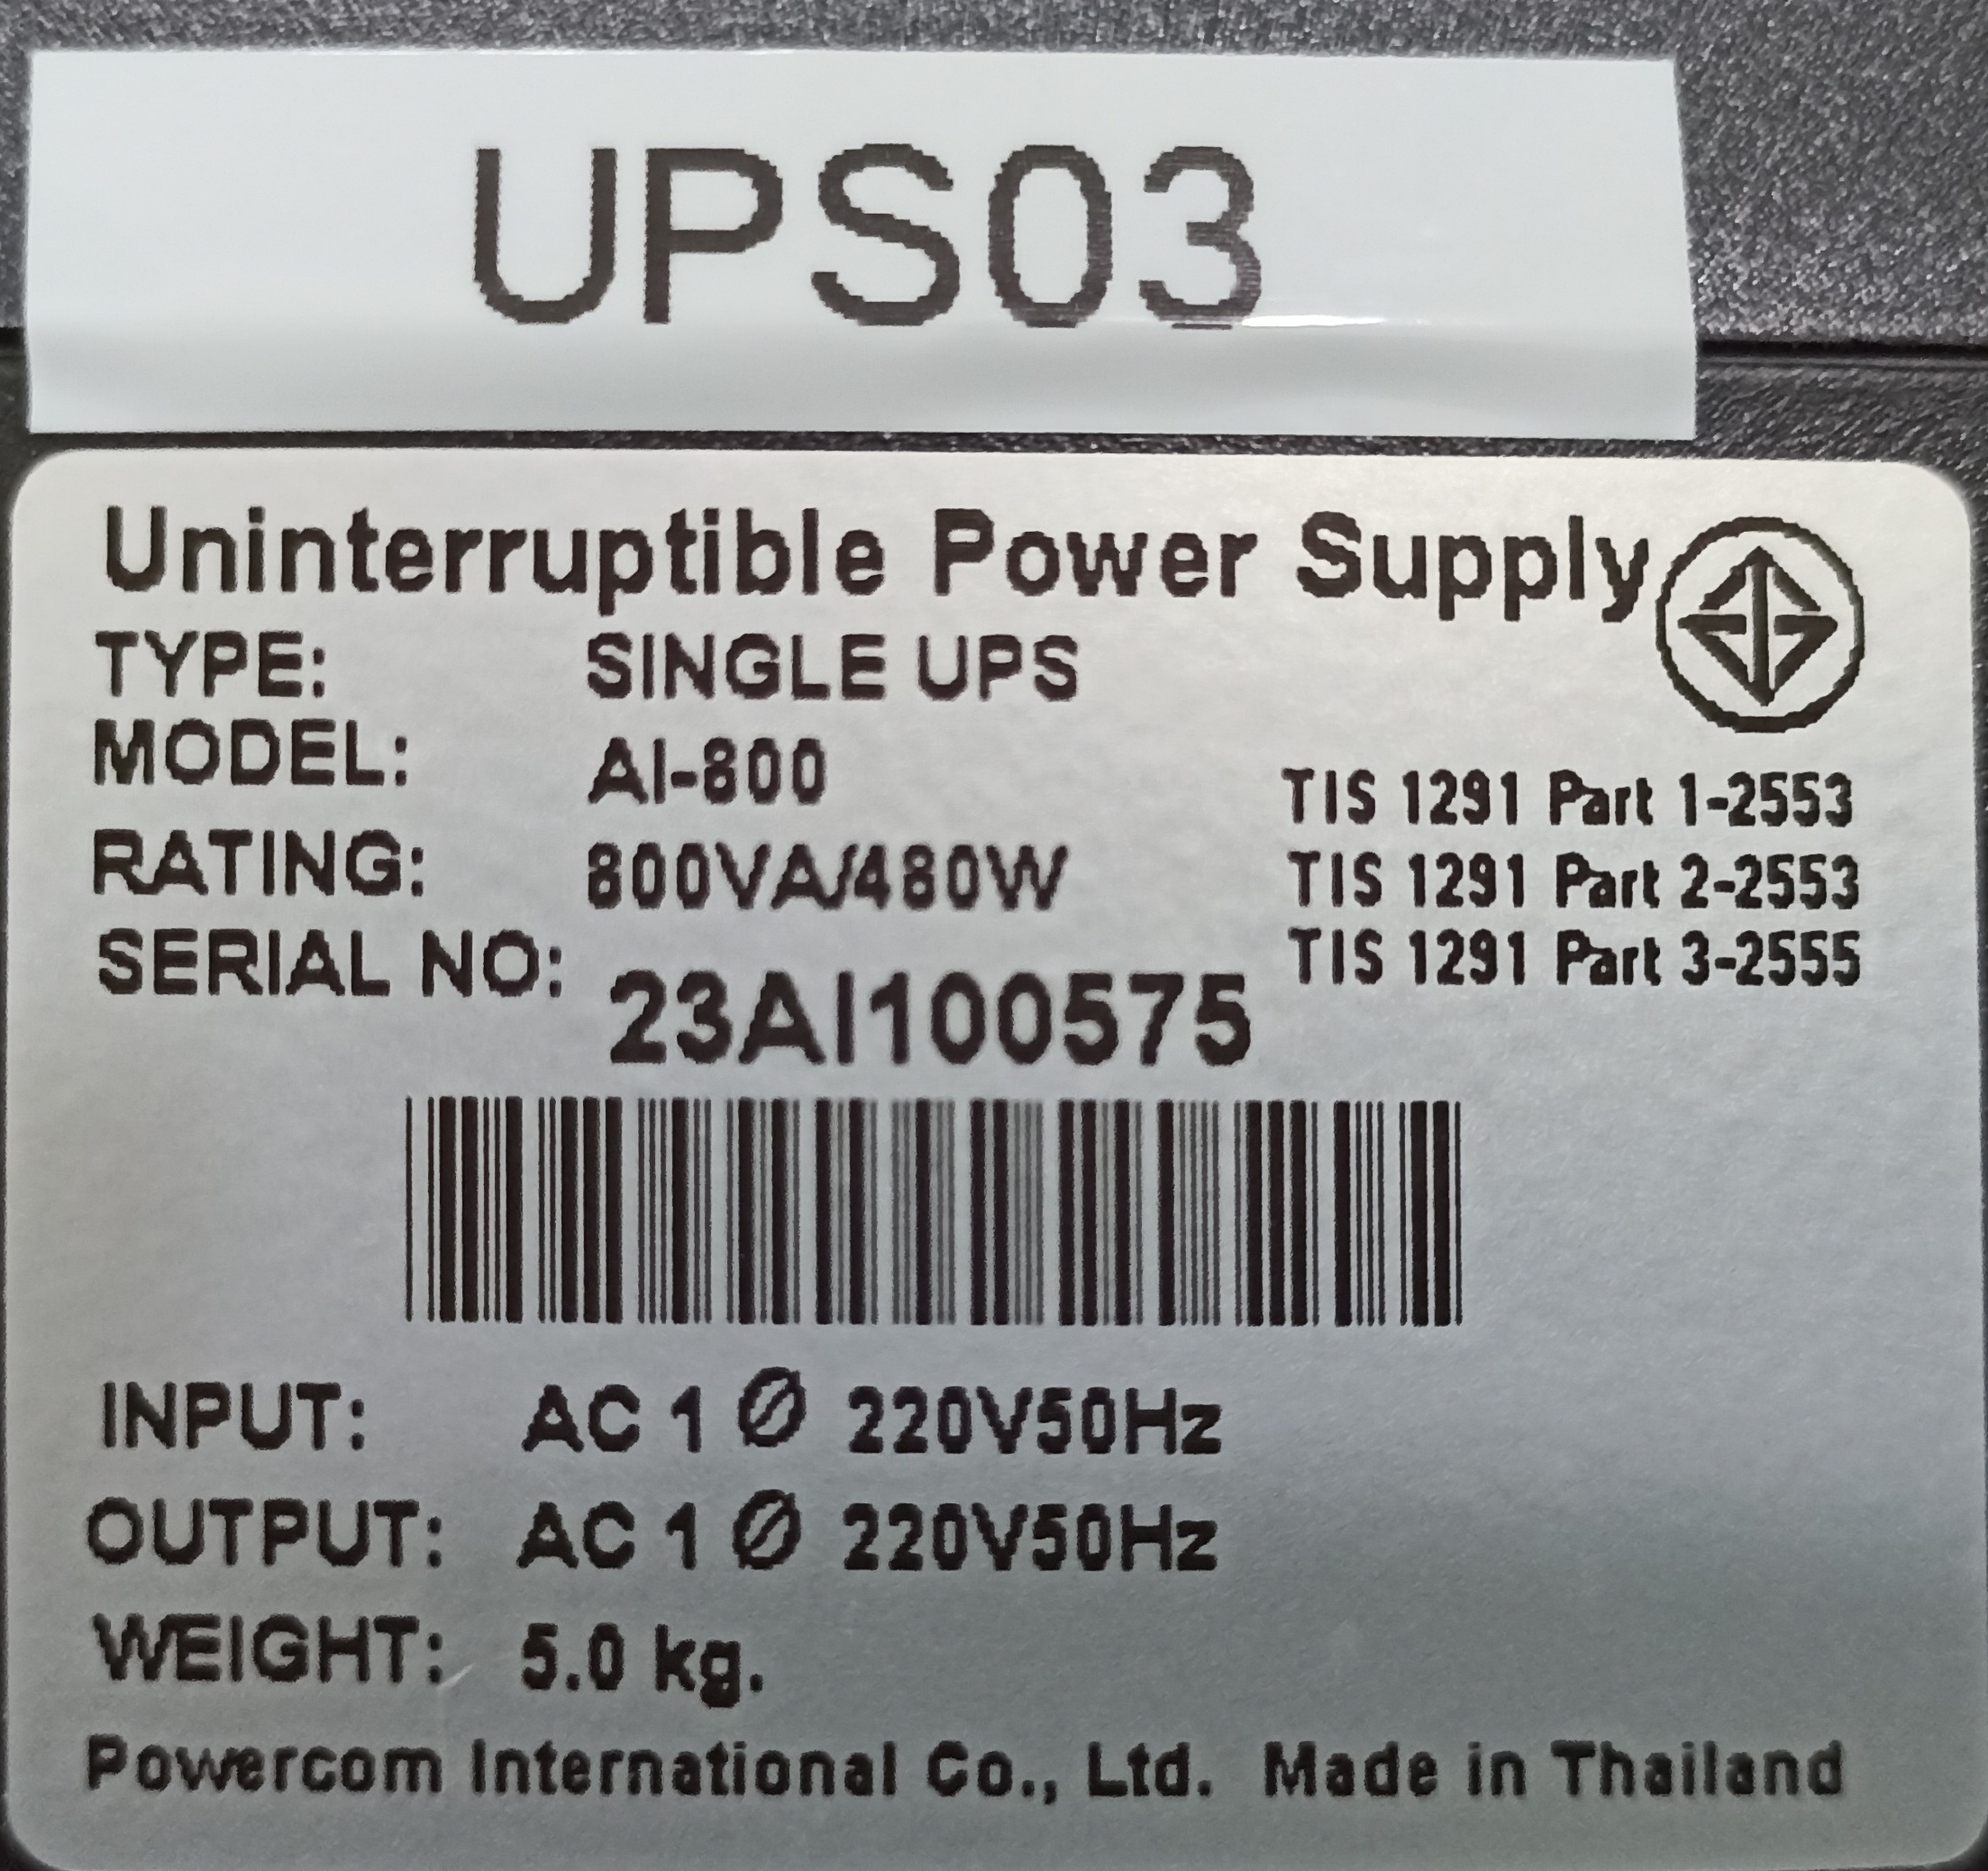 UPS03
Uninterruptible Power Supply
TYPE: SINGLE UPS
MODEL: AI-800
RATING: 800VA/480W
SERIAL NO: 23AI100575
TIS 1291 Part 1-2553
TIS 1291 Part 2-2553
TIS 1291 Part 3-2555
INPUT: AC 1 Ø 220V50Hz
OUTPUT: AC 1 Ø 220V50Hz
WEIGHT: 5.0 kg.
Powercom International Co., Ltd. Made in Thailand